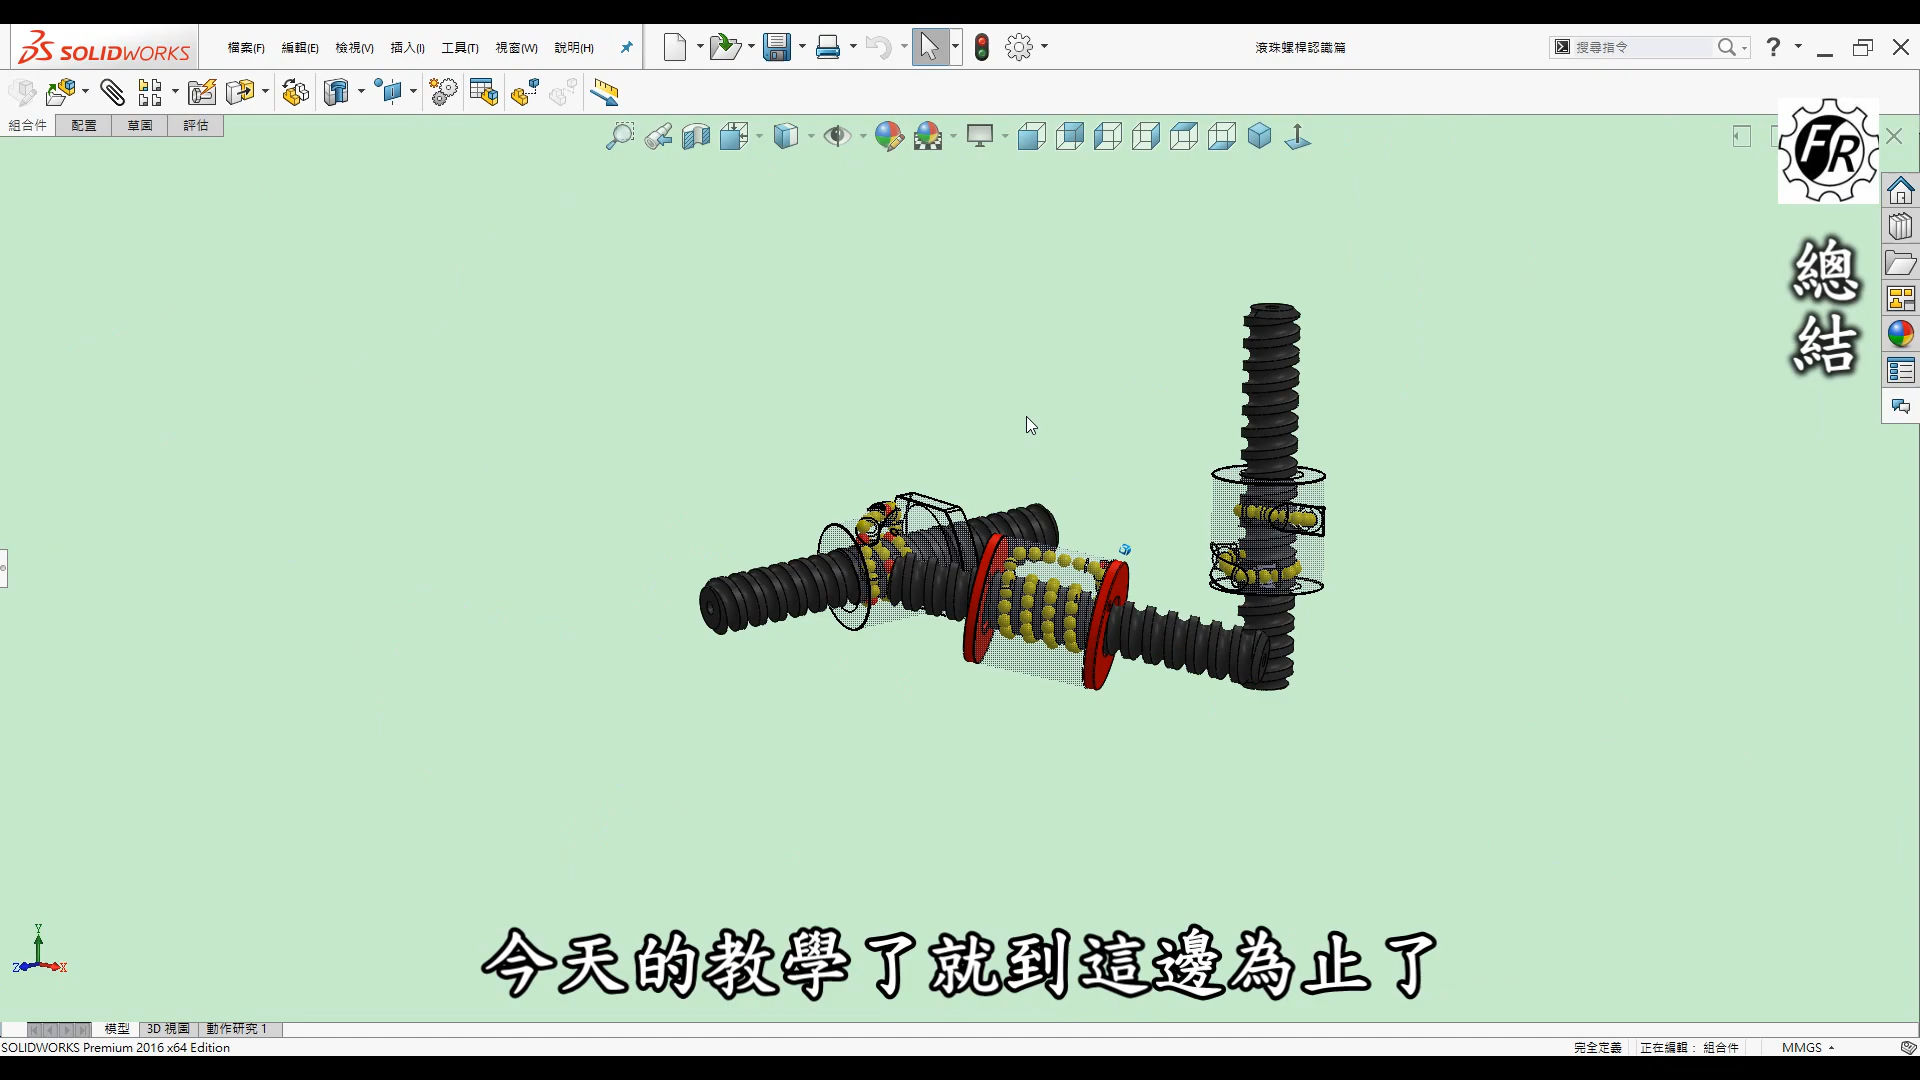 SOLIDWORKS
檔案(F) 編輯(E) 檢視(V) 插入(I) 工具(T) 視窗(W) 說明(H)
滾珠螺桿認識篇
搜尋指令
組合件 配置 草圖 評估
FR
總結
Y
Z X
今天的教學了就到這邊為止了
模型 3D 視圖 動作研究 1
SOLIDWORKS Premium 2016 x64 Edition
完全定義 正在編輯： 組合件 MMGS